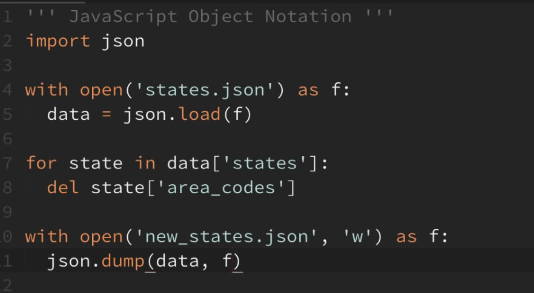 1 ''' JavaScript Object Notation '''
2 import json
3
4 with open('states.json') as f:
5   data = json.load(f)
6
7 for state in data['states']:
8   del state['area_codes']
9
0 with open('new_states.json', 'w') as f:
1   json.dump(data, f)
2